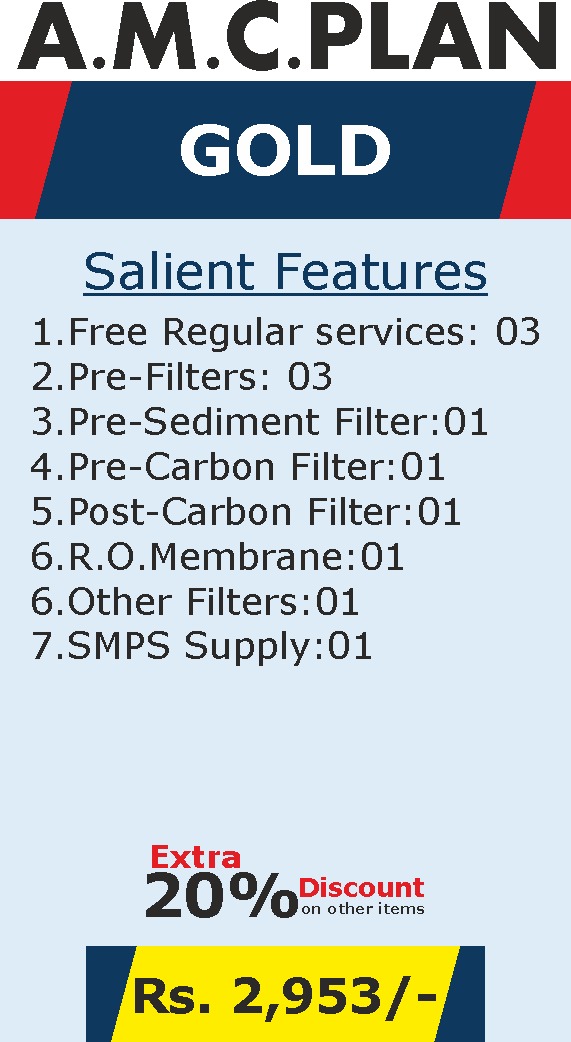 A.M.C.PLAN
GOLD
Salient Features
1.Free Regular services: 03
2.Pre-Filters: 03
3.Pre-Sediment Filter:01
4.Pre-Carbon Filter:01
5.Post-Carbon Filter:01
6.R.O.Membrane:01
6.Other Filters:01
7.SMPS Supply:01
Extra
20% Discount
on other items
Rs. 2,953/-